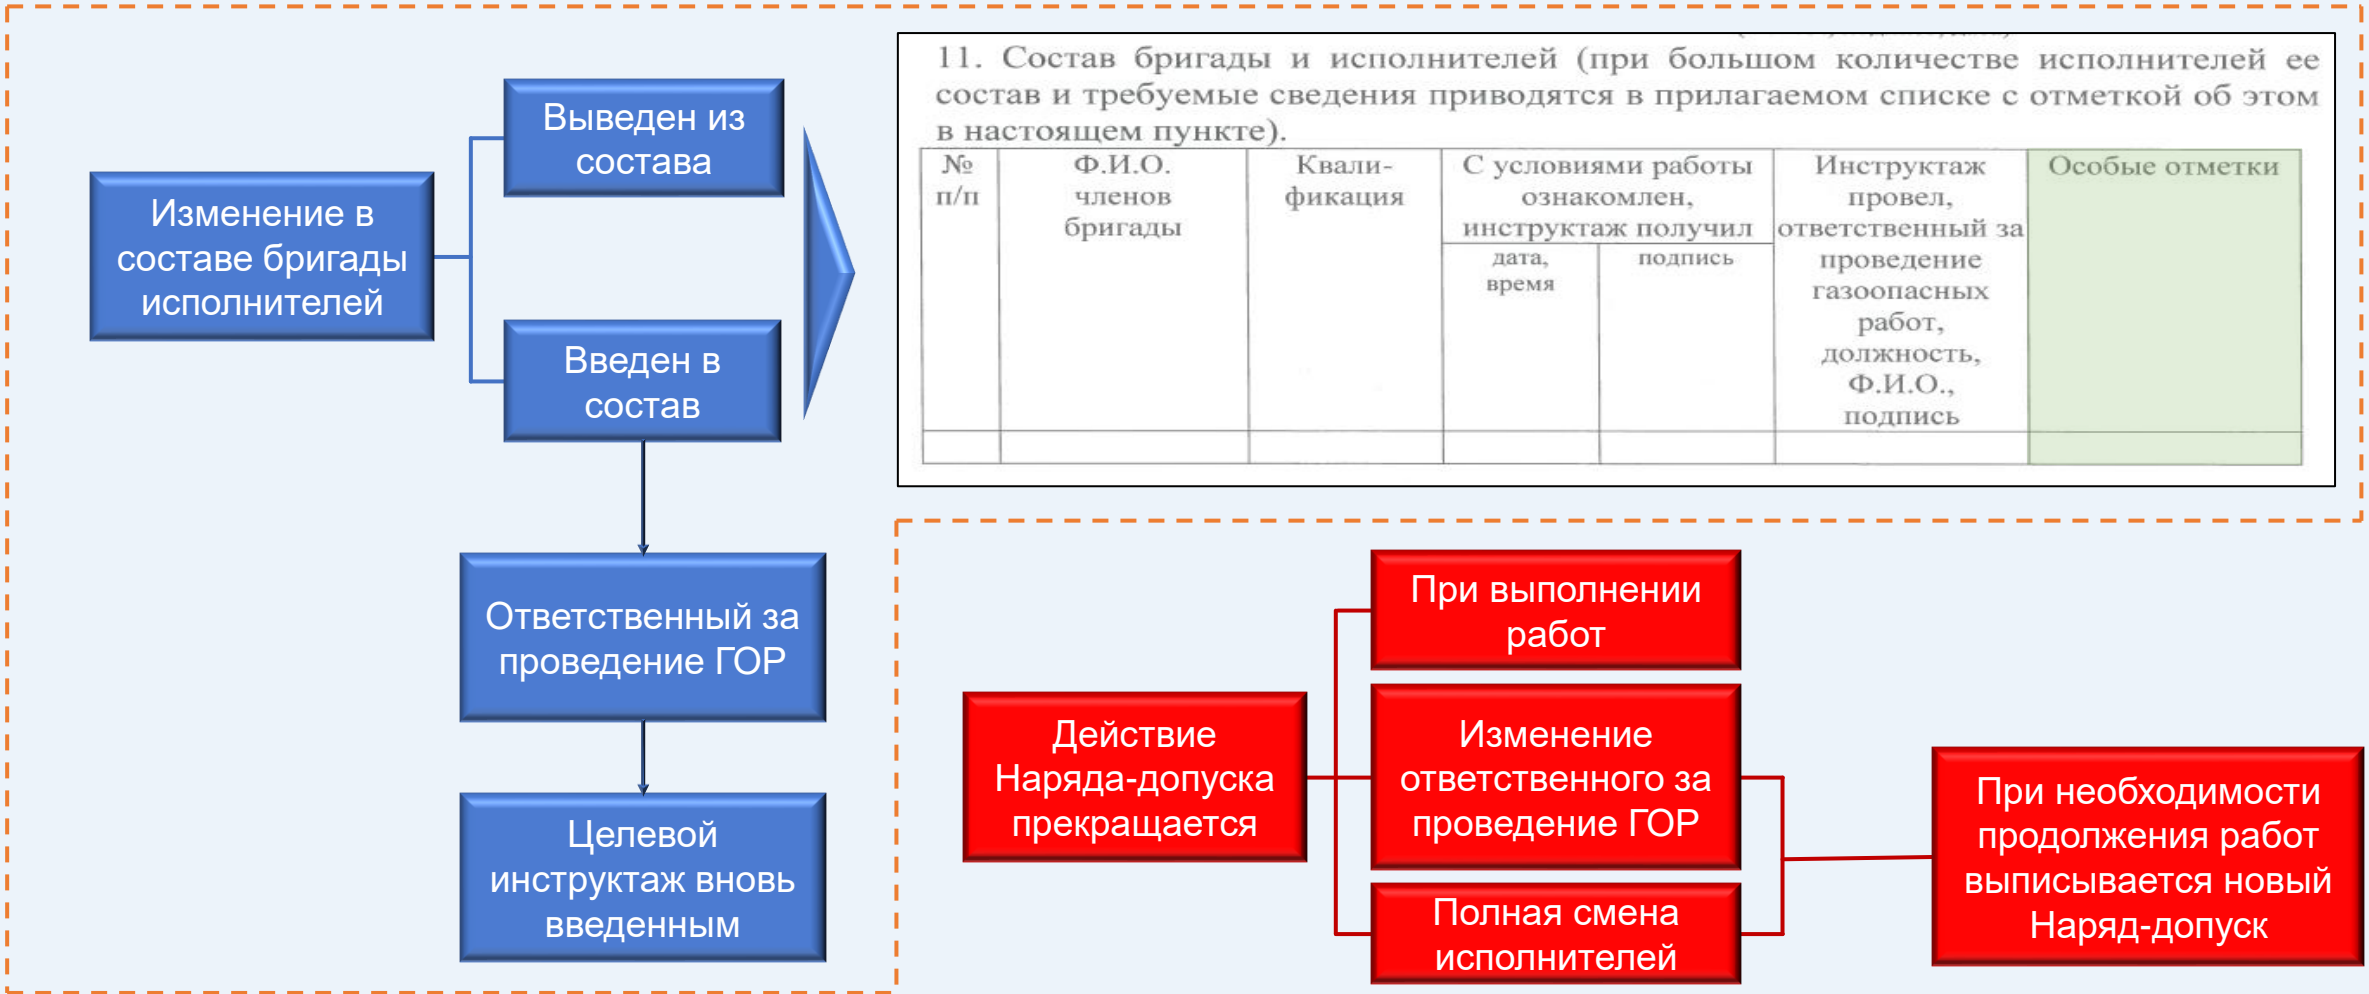 Изменение в
составе бригады
исполнителей
Выведен из
состава
Введен в
состав
Ответственный за
проведение ГОР
Целевой
инструктаж вновь
введенным
11. Состав бригады и исполнителей (при большом количестве исполнителей ее
состав и требуемые сведения приводятся в прилагаемом списке с отметкой об этом
в настоящем пункте).
№
п/п
Ф.И.О.
членов
бригады
Квали-
фикация
С условиями работы
ознакомлен,
инструктаж получил
дата,
время
подпись
Инструктаж
провел,
ответственный за
проведение
газоопасных
работ,
должность,
Ф.И.О.,
подпись
Особые отметки
Действие
Наряда-допуска
прекращается
При выполнении
работ
Изменение
ответственного за
проведение ГОР
Полная смена
исполнителей
При необходимости
продолжения работ
выписывается новый
Наряд-допуск